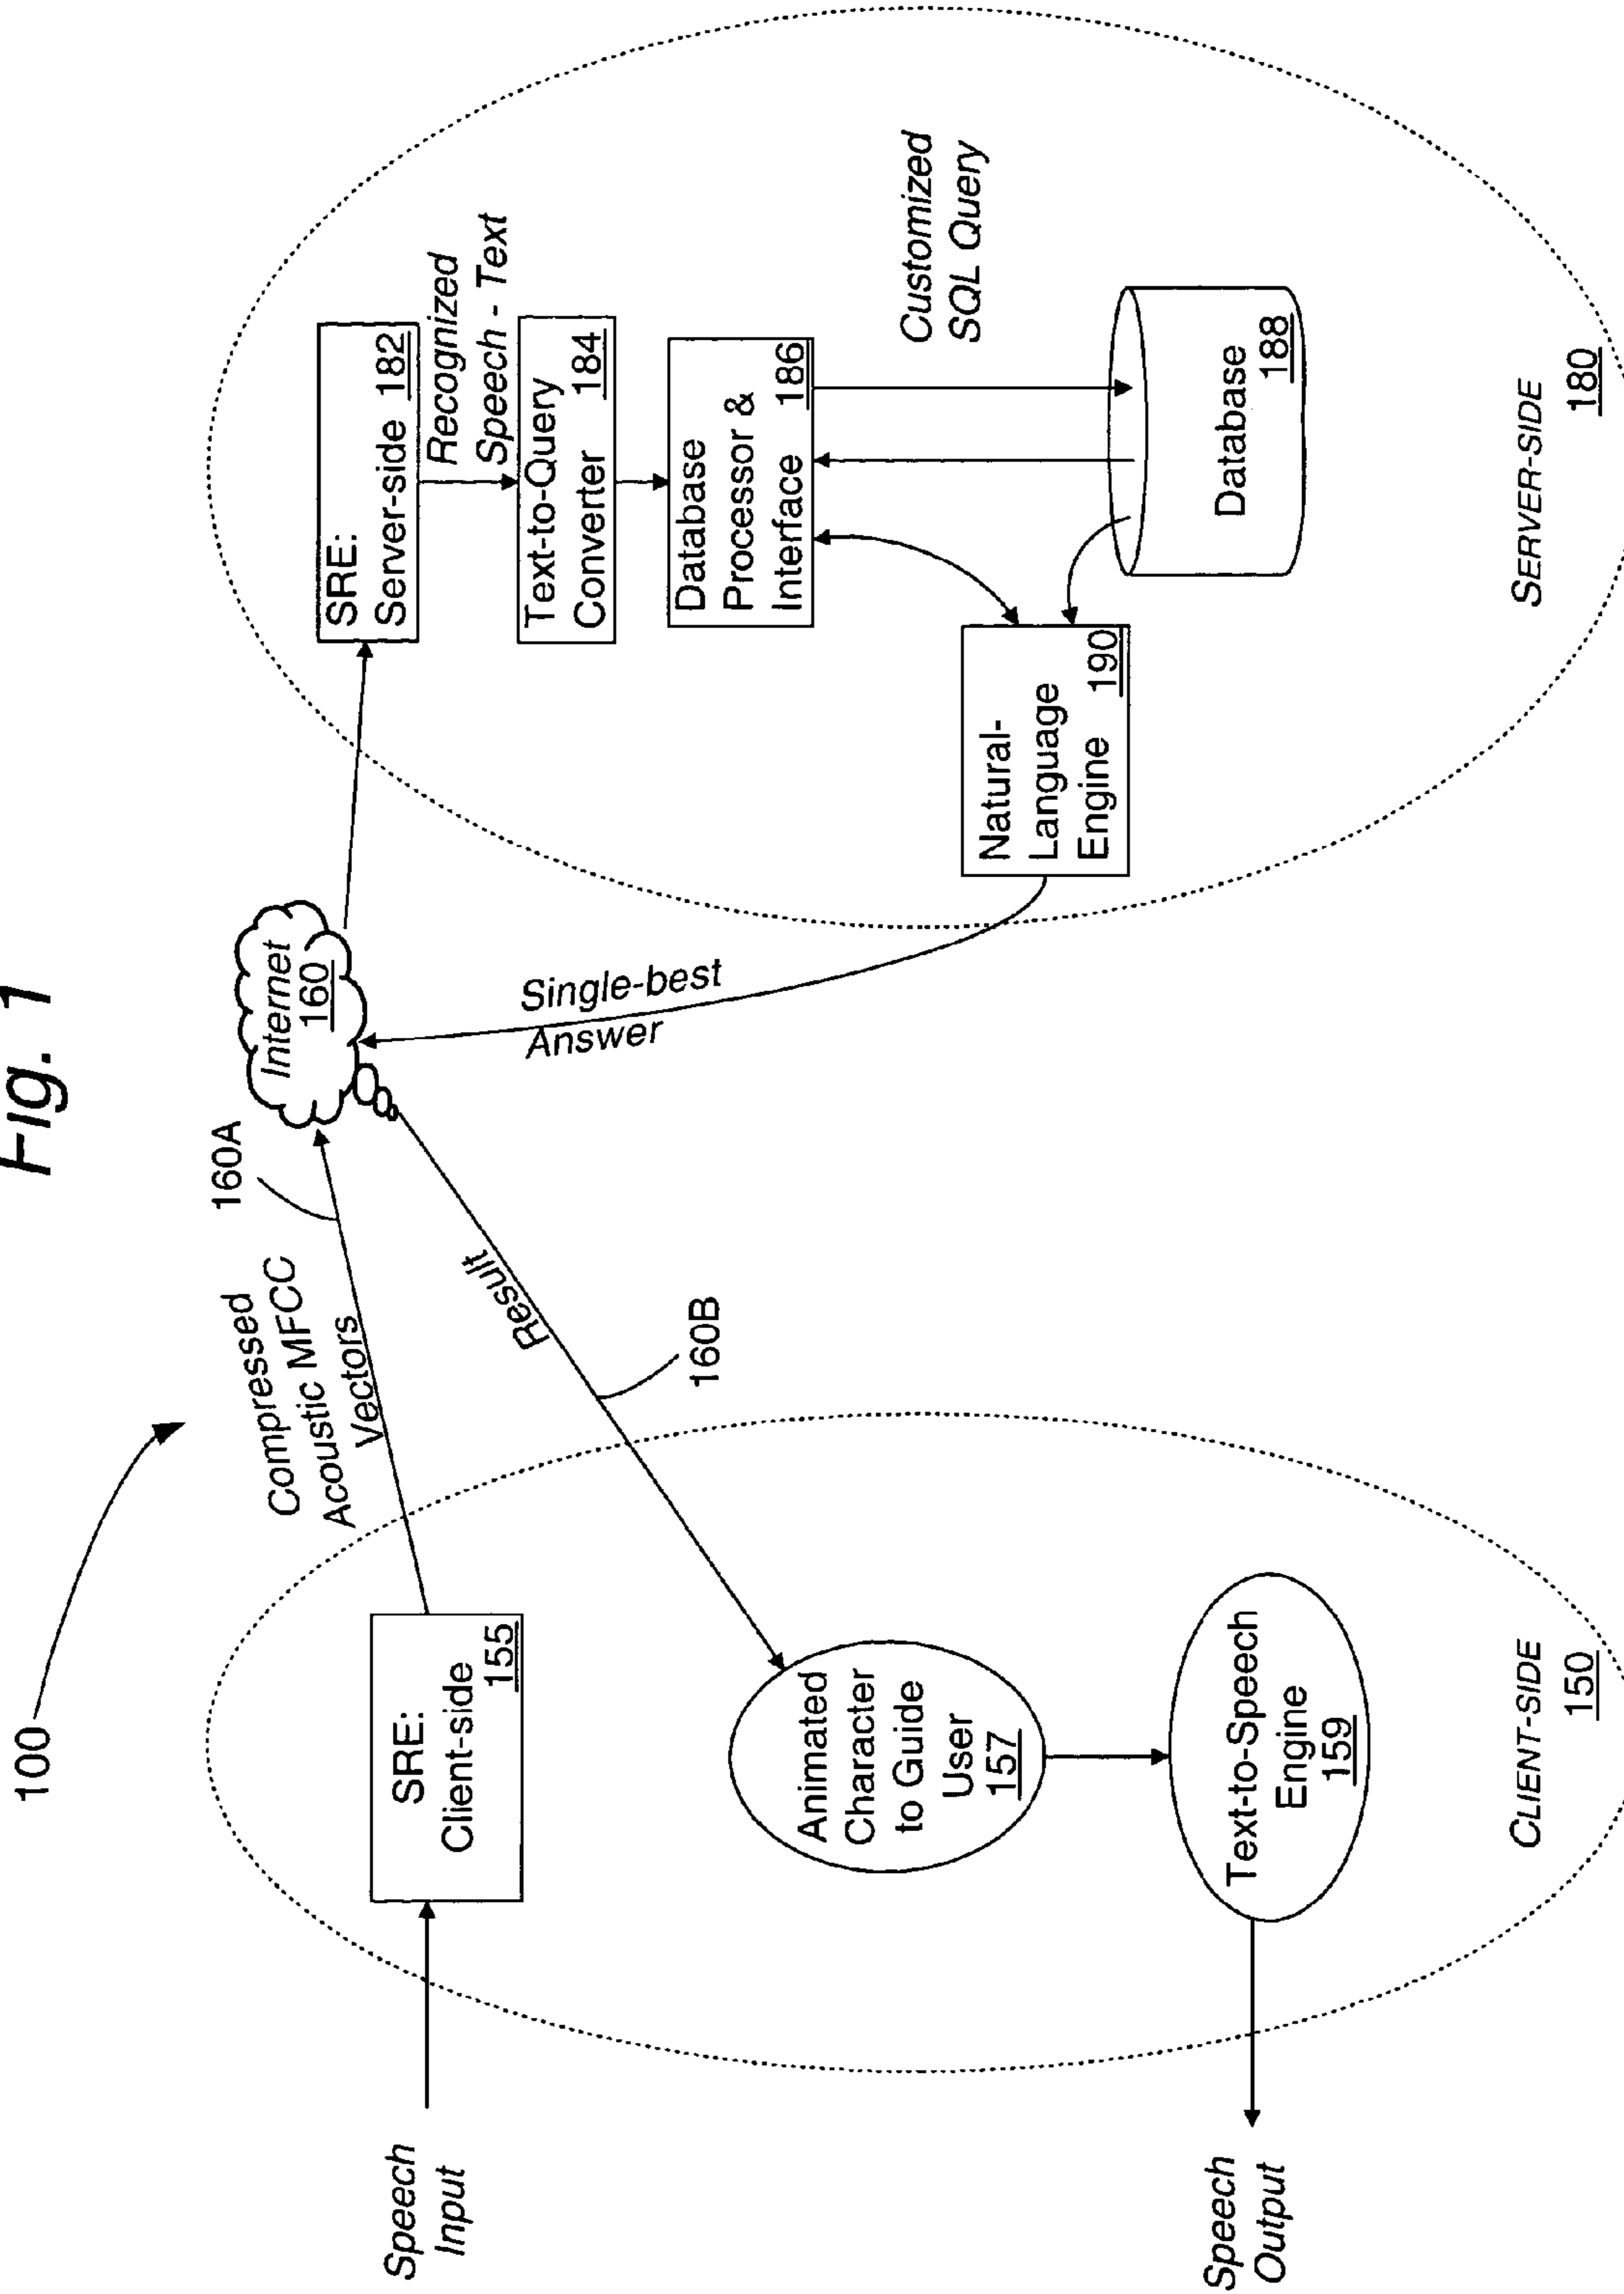 Fig. 1
100
Speech
Input
SRE:
Client-side
155
Compressed
Acoustic MFCC
Vectors
160A
Internet
160
Result
160B
Animated
Character
to Guide
User
157
Text-to-Speech
Engine
159
Speech
Output
CLIENT-SIDE
150
Single-best
Answer
SRE:
Server-side 182
Recognized
Speech - Text
Text-to-Query
Converter 184
Database
Processor &
Interface 186
Customized
SQL Query
Natural-
Language
Engine 190
Database
188
SERVER-SIDE
180